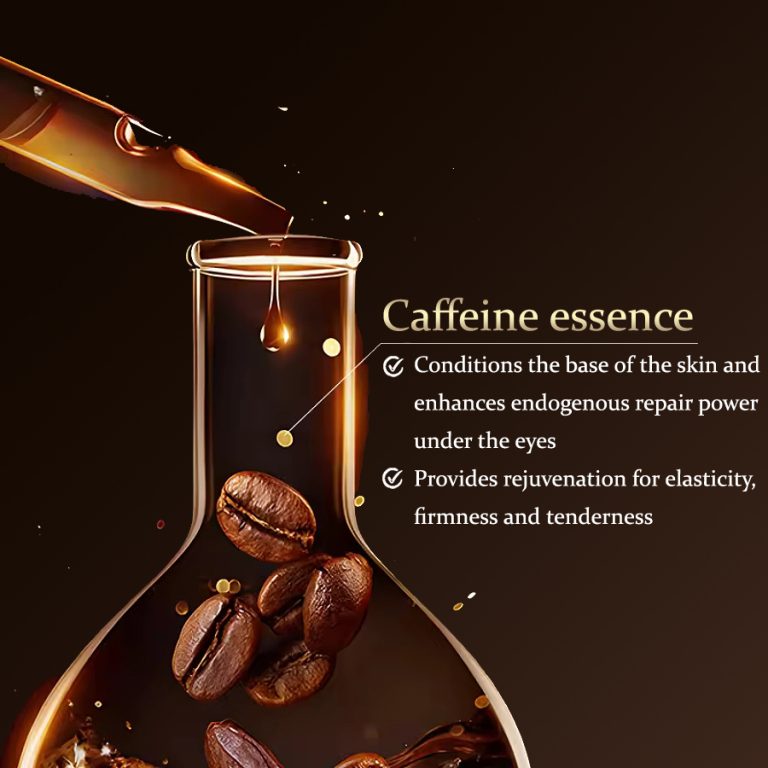 Caffeine essence
Conditions the base of the skin and
enhances endogenous repair power
under the eyes
Provides rejuvenation for elasticity,
firmness and tenderness